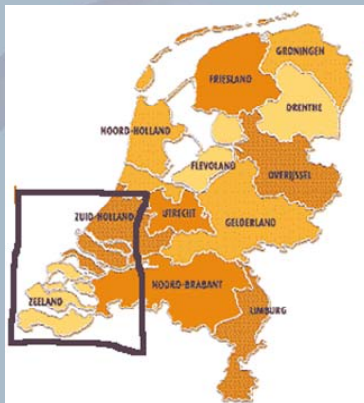 GRONINGEN
FRIESLAND
DRENTHE
NOORD-HOLLAND
FLEVOLAND
OVERIJSSEL
ZUID-HOLLAND
UTRECHT
GELDERLAND
ZEELAND
NOORD-BRABANT
LIMBURG